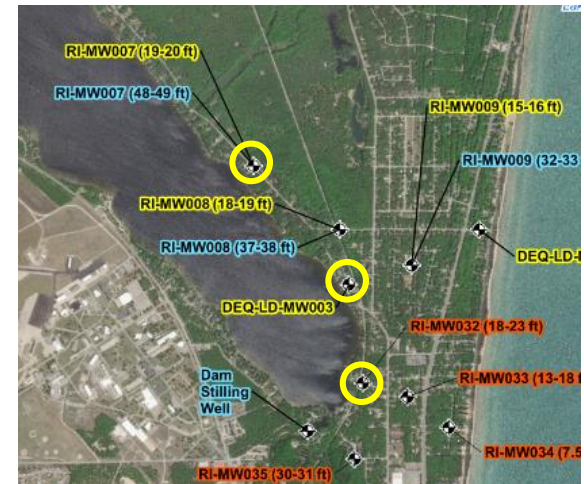 RI-MW007 (19-20 ft)
RI-MW007 (48-49 ft)
RI-MW009 (15-16 ft)
RI-MW009 (32-33
RI-MW008 (18-19 ft)
RI-MW008 (37-38 ft)
DEQ-LD-
DEQ-LD-MW003
RI-MW032 (18-23 ft)
Dam
Stilling
Well
RI-MW033 (13-18 f
RI-MW034 (7.5
RI-MW035 (30-31 ft)